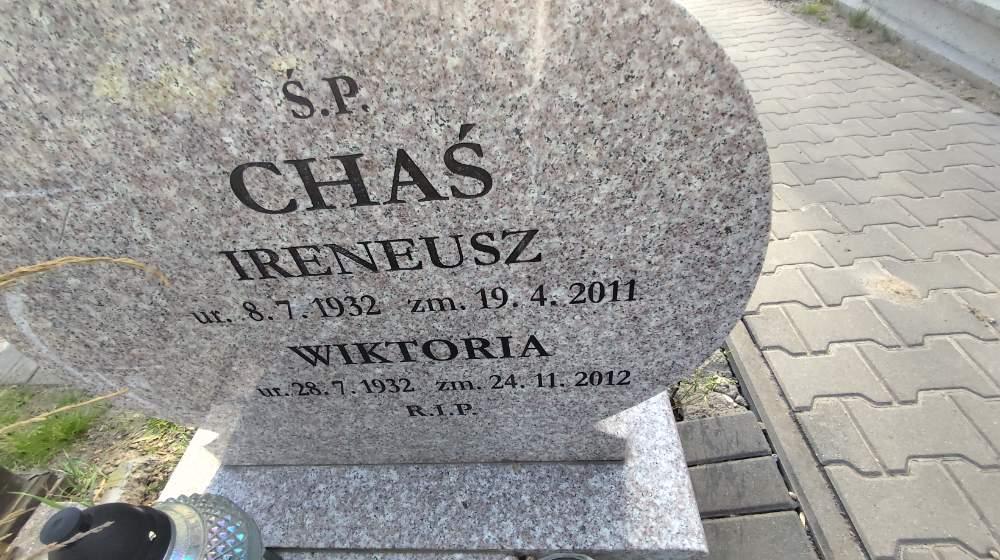 Ś.P.
CHAŚ
IRENEUSZ
ur. 8.7.1932 zm. 19.4.2011
WIKTORIA
ur. 28.7.1932 zm. 24.11.2012
R.I.P.